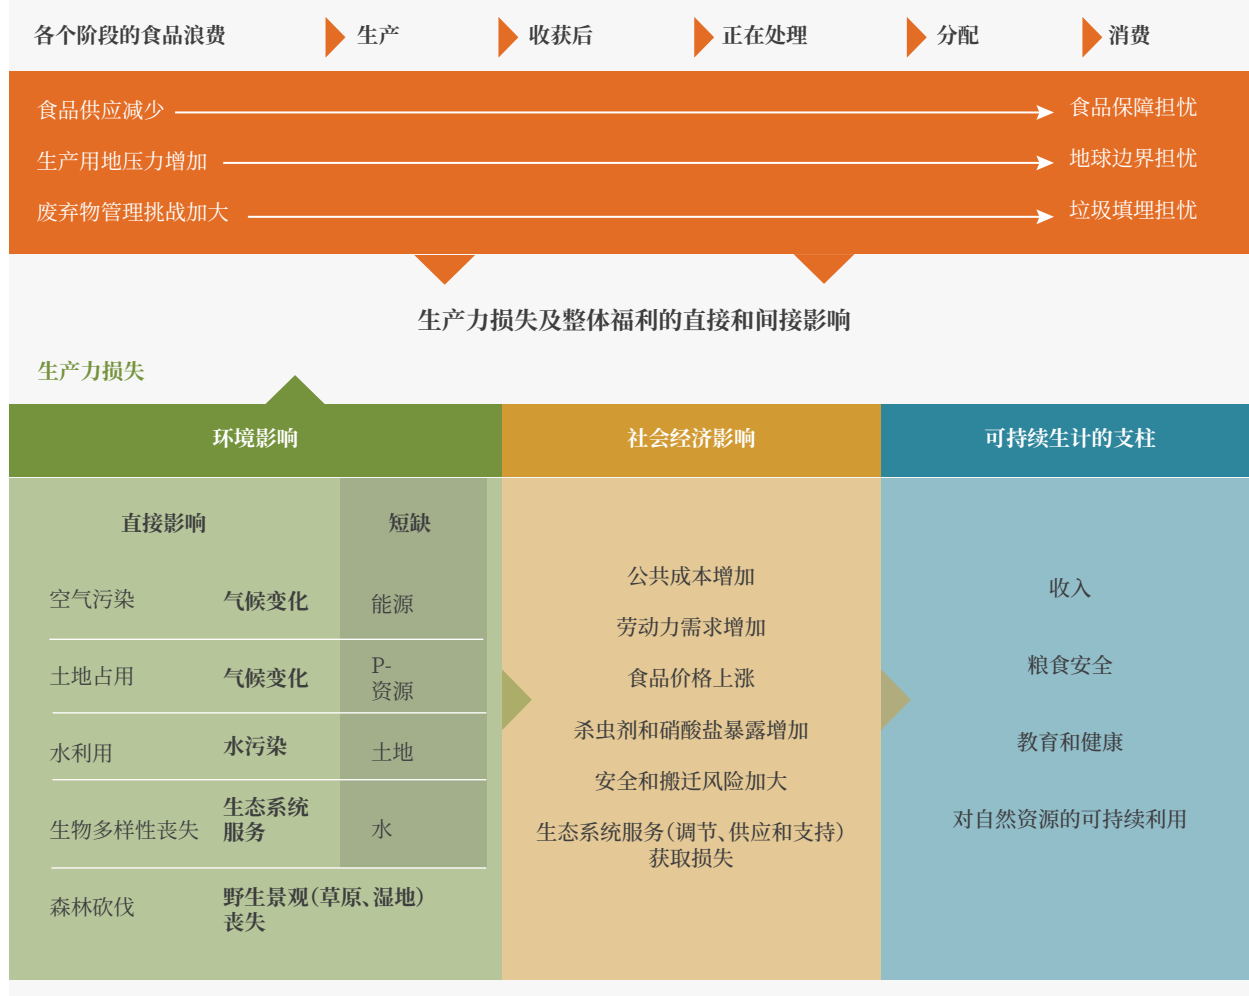 各个阶段的食品浪费 生产 收获后 正在处理 分配 消费
食品供应减少 食品保障担忧
生产用地压力增加 地球边界担忧
废弃物管理挑战加大 垃圾填埋担忧
生产力损失及整体福利的直接和间接影响
生产力损失
环境影响
直接影响 短缺
空气污染 气候变化 能源
土地占用 气候变化 P-
资源
水利用 水污染 土地
生物多样性丧失 生态系统
服务 水
森林砍伐 野生景观(草原、湿地)
丧失
社会经济影响
公共成本增加
劳动力需求增加
食品价格上涨
杀虫剂和硝酸盐暴露增加
安全和搬迁风险加大
生态系统服务(调节、供应和支持)
获取损失
可持续生计的支柱
收入
粮食安全
教育和健康
对自然资源的可持续利用